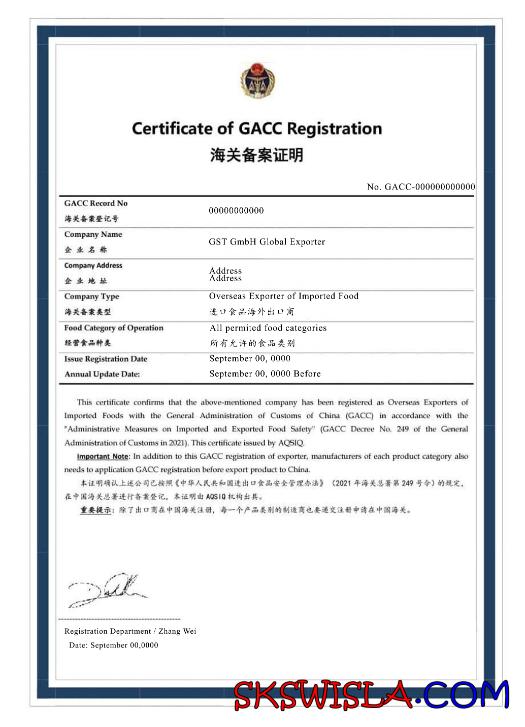 Certificate of GACC Registration
海关备案证明
No. GACC-000000000000
GACC Record No
海关备案登记号
00000000000
Company Name
企 业 名 称
GST GmbH Global Exporter
Company Address
企 业 地 址
Address
Address
Company Type
海关备案类型
Overseas Exporter of Imported Food
进口食品海外出口商
Food Category of Operation
经营食品种类
All permited food categories
所有允许的食品类别
Issue Registration Date
September 00, 0000
Annual Update Date:
September 00, 0000 Before
This certificate confirms that the above-mentioned company has been registered as Overseas Exporters of
Imported Foods with the General Administration of Customs of China (GACC) in accordance with the
"Administrative Measures on Imported and Exported Food Safety" (GACC Decree No. 249 of the General
Administration of Customs in 2021). This certificate issued by AQSIQ.
Important Note: In addition to this GACC registration of exporter, manufacturers of each product category also
needs to application GACC registration before export product to China.
本证明确认上述公司已按照《中华人民共和国进出口食品安全管理办法》（2021 年海关总署第 249 号令）的规定,
在中国海关总署进行备案登记。本证明由 AQSIQ 机构出具。
重要提示：除了出口商在中国海关注册，每一个产品类别的制造商也要递交注册申请在中国海关。
Registration Department / Zhang Wei
Date: September 00,0000
SKSWISLA.COM